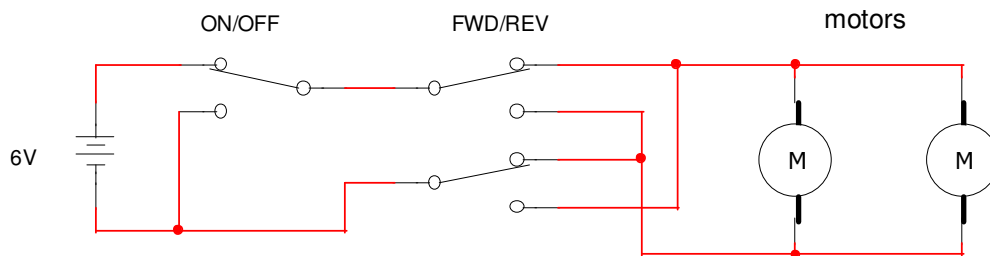 ON/OFF
FWD/REV
motors
6V
M
M